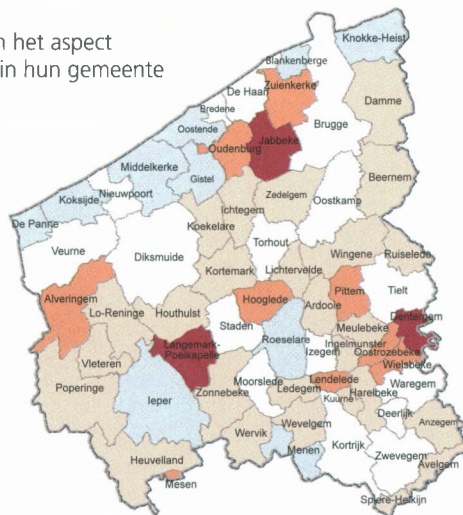 n het aspect
in hun gemeente
Knokke-Heist
Blankenberge
Zuienkerke
De Haan
Damme
Bredene
Brugge
Oostende
Oudenburg
Jabbeke
Middelkerke
Gistel
Beernem
Zedelgem
Nieuwpoort
Koksijde
Ichtegem
Oostkamp
De Panne
Koekelare
Torhout
Veurne
Diksmuide
Wingene
Ruiselede
Kortemark
Lichtervelde
Alveringem
Hooglede
Pittem
Tielt
Lo-Reninge
Houthulst
Ardooie
Staden
Meulebeke
Dentergem
Langemark-
Poelkapelle
Roeselare
Izegem
Ingelmunster
Oostrozebeke
Vleteren
Wielsbeke
Moorslede
Lendelede
Poperinge
Zonnebeke
Ledegem
Harelbeke
Waregem
Ieper
Kuurne
Deerlijk
Wevelgem
Anzegem
Wervik
Heuvelland
Menen
Kortrijk
Zwevegem
Avelgem
Mesen
Spiere-Helkijn